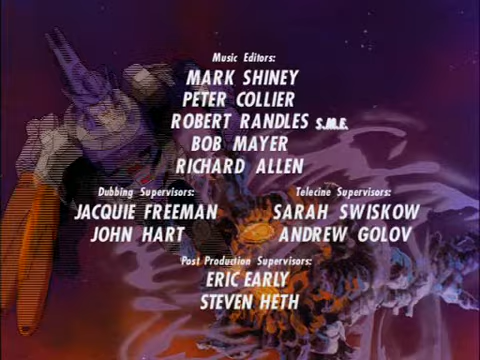 Music Editors:
MARK SHINEY
PETER COLLIER
ROBERT RANDLES S.M.E.
BOB MAYER
RICHARD ALLEN
Dubbing Supervisors:
JACQUIE FREEMAN
JOHN HART
Telecine Supervisors:
SARAH SWISKOW
ANDREW GOLOV
Post Production Supervisors:
ERIC EARLY
STEVEN HETH